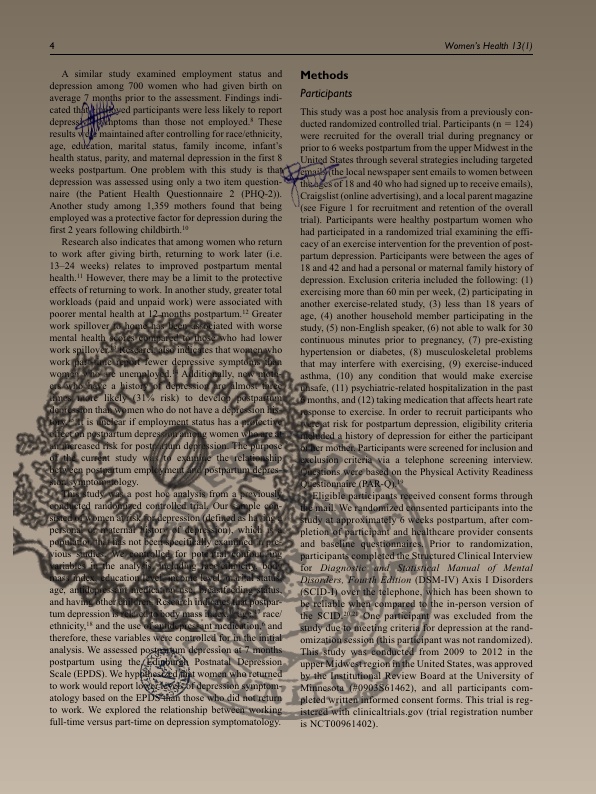 4
Women's Health 13(1)
A similar study examined employment status and
depression among 700 women who had given birth on
average 7 months prior to the assessment. Findings indi-
cated that employed participants were less likely to report
depressive symptoms than those not employed.⁸ These
results were maintained after controlling for race/ethnicity,
age, education, marital status, family income, infant's
health status, parity, and maternal depression in the first 8
weeks postpartum. One problem with this study is that
depression was assessed using only a two item question-
naire (the Patient Health Questionnaire 2 (PHQ-2)).
Another study among 1,359 mothers found that being
employed was a protective factor for depression during the
first 2 years following childbirth.¹⁰
Research also indicates that among women who return
to work after giving birth, returning to work later (i.e.
13–24 weeks) relates to improved postpartum mental
health.¹¹ However, there may be a limit to the protective
effects of returning to work. In another study, greater total
workloads (paid and unpaid work) were associated with
poorer mental health at 12 months postpartum.¹² Greater
work spillover to home has been associated with worse
mental health scores compared to those who had lower
work spillover. Research also indicates that women who
work part-time report fewer depressive symptoms than
women who are unemployed. Additionally, new moth-
ers who have a history of depression are almost three
times more likely (31% risk) to develop postpartum
depression than women who do not have a depression his-
tory. It is unclear if employment status has a protective
effect on postpartum depression among women who are at
an increased risk for postpartum depression. The purpose
of the current study was to examine the relationship
between postpartum employment and postpartum depres-
sion symptomatology.
This study was a post hoc analysis from a previously
conducted randomized controlled trial. Our sample con-
sisted of women at risk for depression (defined as having a
personal or maternal history of depression), which is a
population that has not been specifically examined in pre-
vious studies. We controlled for potential confounding
variables in the analysis, including race/ethnicity, body
mass index, education level, income level, marital status,
age, antidepressant medication use, breastfeeding status,
and having other children. Research indicates that postpar-
tum depression is related to body mass index, race/
ethnicity,¹⁸ and the use of antidepressant medication, and
therefore, these variables were controlled for in the initial
analysis. We assessed postpartum depression at 7 months
postpartum using the Edinburgh Postnatal Depression
Scale (EPDS). We hypothesized that women who returned
to work would report lower levels of depression symptom-
atology based on the EPDS than those who did not return
to work. We explored the relationship between working
full-time versus part-time on depression symptomatology.
Methods
Participants
This study was a post hoc analysis from a previously con-
ducted randomized controlled trial. Participants (n = 124)
were recruited for the overall trial during pregnancy or
prior to 6 weeks postpartum from the upper Midwest in the
United States through several strategies including targeted
emails (the local newspaper sent emails to women between
the ages of 18 and 40 who had signed up to receive emails),
Craigslist (online advertising), and a local parent magazine
(see Figure 1 for recruitment and retention of the overall
trial). Participants were healthy postpartum women who
had participated in a randomized trial examining the effi-
cacy of an exercise intervention for the prevention of post-
partum depression. Participants were between the ages of
18 and 42 and had a personal or maternal family history of
depression. Exclusion criteria included the following: (1)
exercising more than 60 min per week, (2) participating in
another exercise-related study, (3) less than 18 years of
age, (4) another household member participating in the
study, (5) non-English speaker, (6) not able to walk for 30
continuous minutes prior to pregnancy, (7) pre-existing
hypertension or diabetes, (8) musculoskeletal problems
that may interfere with exercising, (9) exercise-induced
asthma, (10) any condition that would make exercise
unsafe, (11) psychiatric-related hospitalization in the past
6 months, and (12) taking medication that affects heart rate
response to exercise. In order to recruit participants who
were at risk for postpartum depression, eligibility criteria
included a history of depression for either the participant
or her mother. Participants were screened for inclusion and
exclusion criteria via a telephone screening interview.
Questions were based on the Physical Activity Readiness
Questionnaire (PAR-Q).
Eligible participants received consent forms through
the mail. We randomized consented participants into the
study at approximately 6 weeks postpartum, after com-
pletion of participant and healthcare provider consents
and baseline questionnaires. Prior to randomization,
participants completed the Structured Clinical Interview
for Diagnostic and Statistical Manual of Mental
Disorders, Fourth Edition (DSM-IV) Axis I Disorders
(SCID-I) over the telephone, which has been shown to
be reliable when compared to the in-person version of
the SCID. One participant was excluded from the
study due to meeting criteria for depression at the rand-
omization session (this participant was not randomized).
This study was conducted from 2009 to 2012 in the
upper Midwest region in the United States, was approved
by the Institutional Review Board at the University of
Minnesota (#0903S61462), and all participants com-
pleted written informed consent forms. This trial is reg-
istered with clinicaltrials.gov (trial registration number
is NCT00961402).